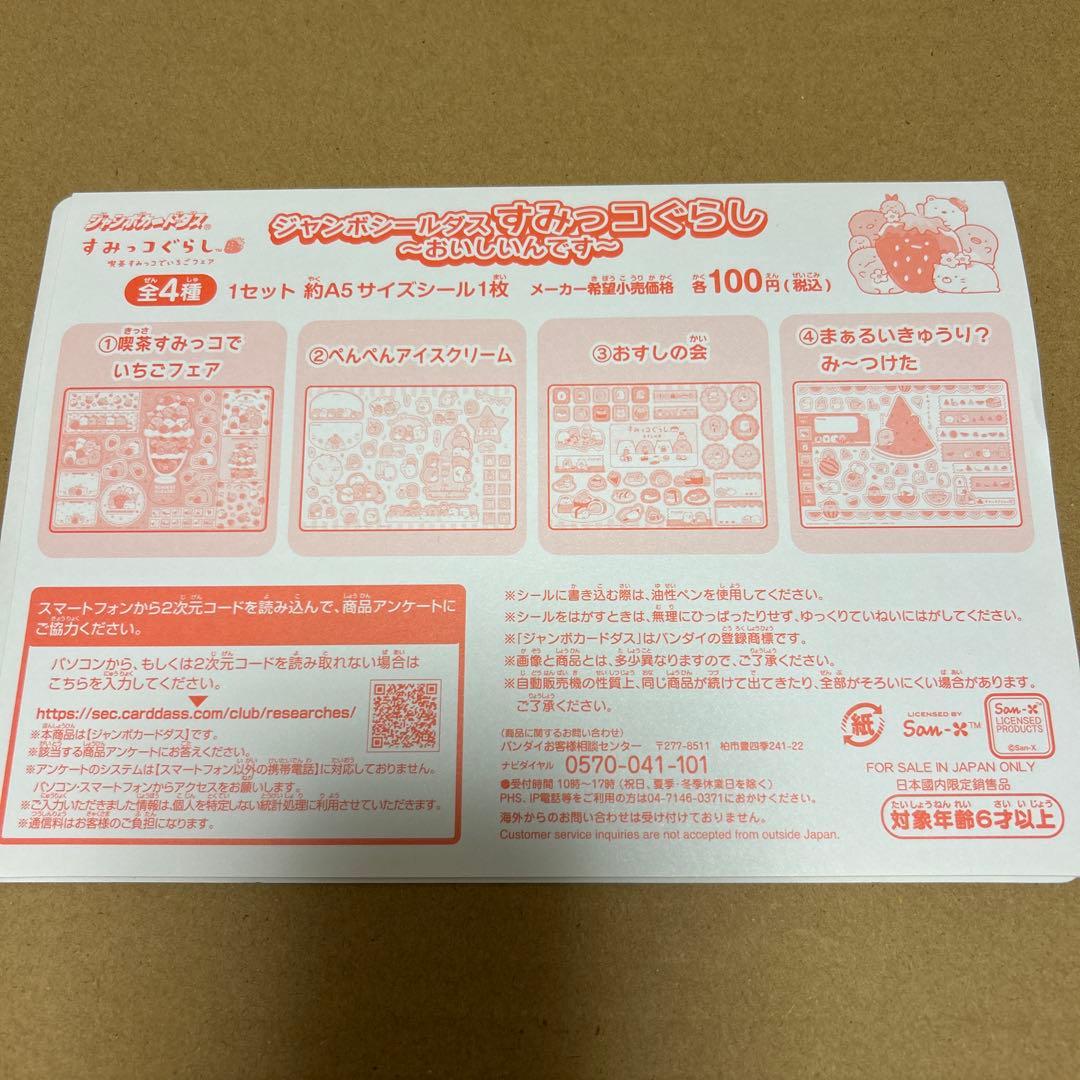 ジャンボカードダス®
すみっコぐらし™
喫茶すみっコでいちごフェア
ジャンボシールダス すみっコぐらし
～おいしいんです～
全4種 1セット 約A5サイズシール1枚 メーカー希望小売価格 各100円(税込)
①喫茶すみっコで
いちごフェア
②ぺんぺんアイスクリーム
③おすしの会
④まぁるいきゅうり?
み～つけた
スマートフォンから2次元コードを読み込んで、商品アンケートに
ご協力ください。
パソコンから、もしくは2次元コードを読み取れない場合は
こちらを入力してください。
https://sec.carddass.com/club/researches/
※本商品は【ジャンボカードダス】です。
※該当する商品アンケートにお答えください。
※アンケートのシステムは【スマートフォン以外の携帯電話】に対応しておりません。
パソコン・スマートフォンからアクセスをお願いします。
※ご入力いただきました情報は、個人を特定しない統計処理に利用させていただきます。
※通信料はお客様のご負担になります。
※シールに書き込む際は、油性ペンを使用してください。
※シールをはがすときは、無理にひっぱったりせず、ゆっくりていねいにはがしてください。
※「ジャンボカードダス」はバンダイの登録商標です。
※画像と商品とは、多少異なりますので、ご了承ください。
※自動販売機の性質上、同じ商品が続けて出てきたり、全部がそろいにくい場合があります。
ご了承ください。
(商品に関するお問い合わせ)
バンダイお客様相談センター 〒277-8511 柏市豊四季241-22
ナビダイヤル 0570-041-101
●受付時間 10時～17時(祝日、夏季・冬季休業日を除く)
PHS、IP電話等をご利用の方は04-7146-0371におかけください。
海外からのお問い合わせは受け付けておりません。
Customer service inquiries are not accepted from outside Japan.
紙
LICENSED BY
San-X™
San-X
LICENSED
PRODUCTS
©San-X
FOR SALE IN JAPAN ONLY
日本國内限定銷售品
対象年齢6才以上